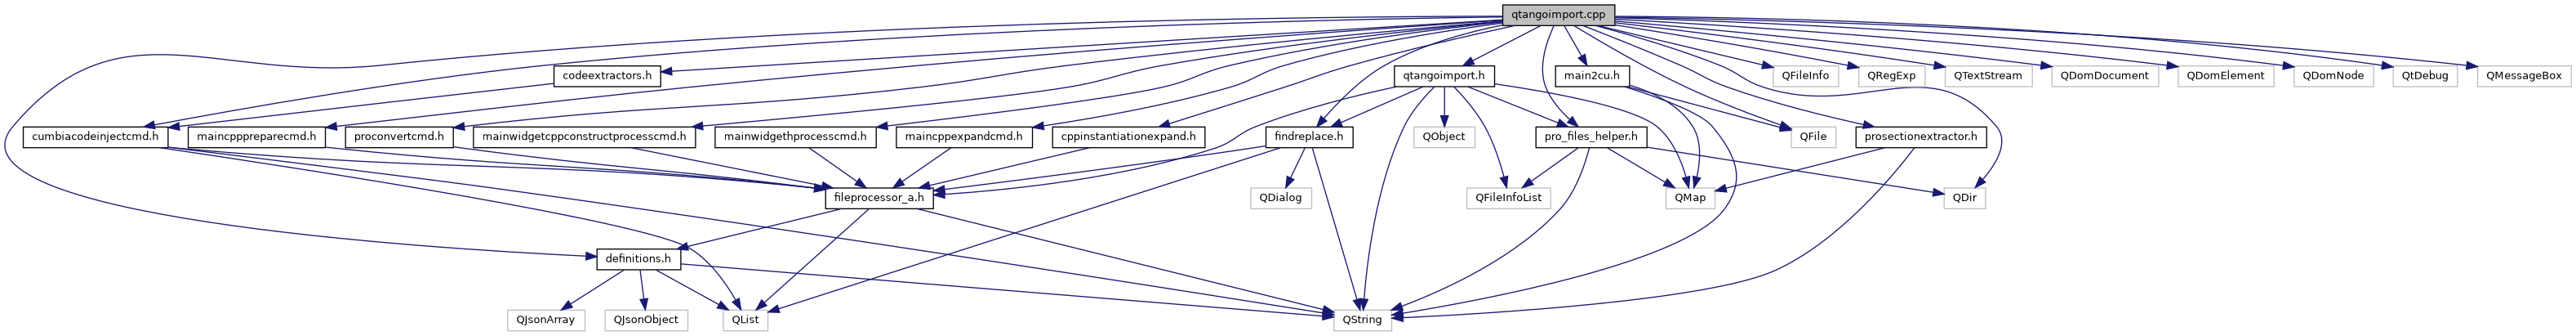 qtangoimport.cpp
codeextractors.h
qtangoimport.h
main2cu.h
QFileInfo
QRegExp
QTextStream
QDomDocument
QDomElement
QDomNode
QtDebug
QMessageBox
cumbiacodeinjectcmd.h
maincpppreparecmd.h
proconvertcmd.h
mainwidgetcppconstructprocesscmd.h
mainwidgethprocesscmd.h
maincppexpandcmd.h
cppinstantiationexpand.h
findreplace.h
QObject
pro_files_helper.h
QFile
prosectionextractor.h
fileprocessor_a.h
QDialog
QFileInfoList
QMap
QDir
definitions.h
QJsonArray
QJsonObject
QList
QString